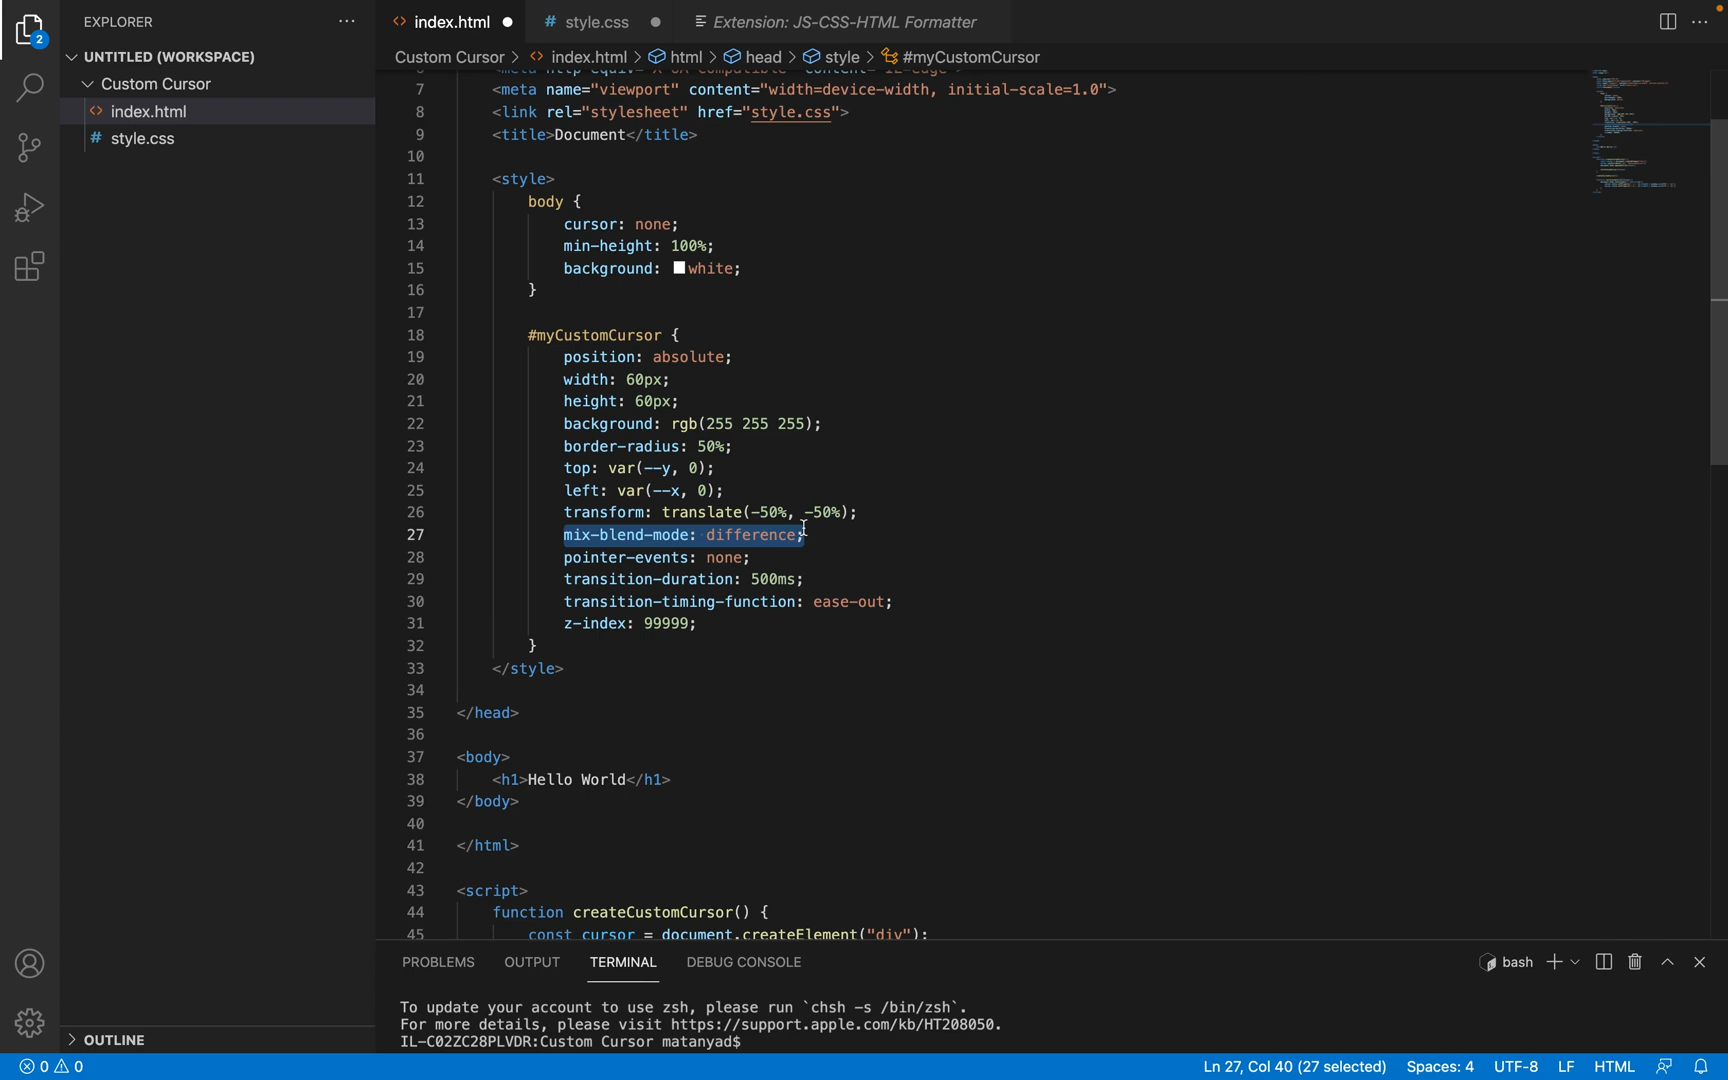 EXPLORER ...
index.html
style.css
Extension: JS-CSS-HTML Formatter
2
UNTITLED (WORKSPACE)
Custom Cursor
index.html
style.css
Custom Cursor > index.html > html > head > style > #myCustomCursor
7 <meta name="viewport" content="width=device-width, initial-scale=1.0">
8 <link rel="stylesheet" href="style.css">
9 <title>Document</title>
10
11 <style>
12 body {
13 cursor: none;
14 min-height: 100%;
15 background: white;
16 }
17
18 #myCustomCursor {
19 position: absolute;
20 width: 60px;
21 height: 60px;
22 background: rgb(255 255 255);
23 border-radius: 50%;
24 top: var(--y, 0);
25 left: var(--x, 0);
26 transform: translate(-50%, -50%);
27 mix-blend-mode: difference;
28 pointer-events: none;
29 transition-duration: 500ms;
30 transition-timing-function: ease-out;
31 z-index: 99999;
32 }
33 </style>
34
35 </head>
36
37 <body>
38 <h1>Hello World</h1>
39 </body>
40
41 </html>
42
43 <script>
44 function createCustomCursor() {
45 const cursor = document.createElement("div");
PROBLEMS OUTPUT TERMINAL DEBUG CONSOLE
bash
To update your account to use zsh, please run `chsh -s /bin/zsh`.
For more details, please visit https://support.apple.com/kb/HT208050.
IL-C02ZC28PLVDR:Custom Cursor matanyad$
OUTLINE
0 0
Ln 27, Col 40 (27 selected) Spaces: 4 UTF-8 LF HTML